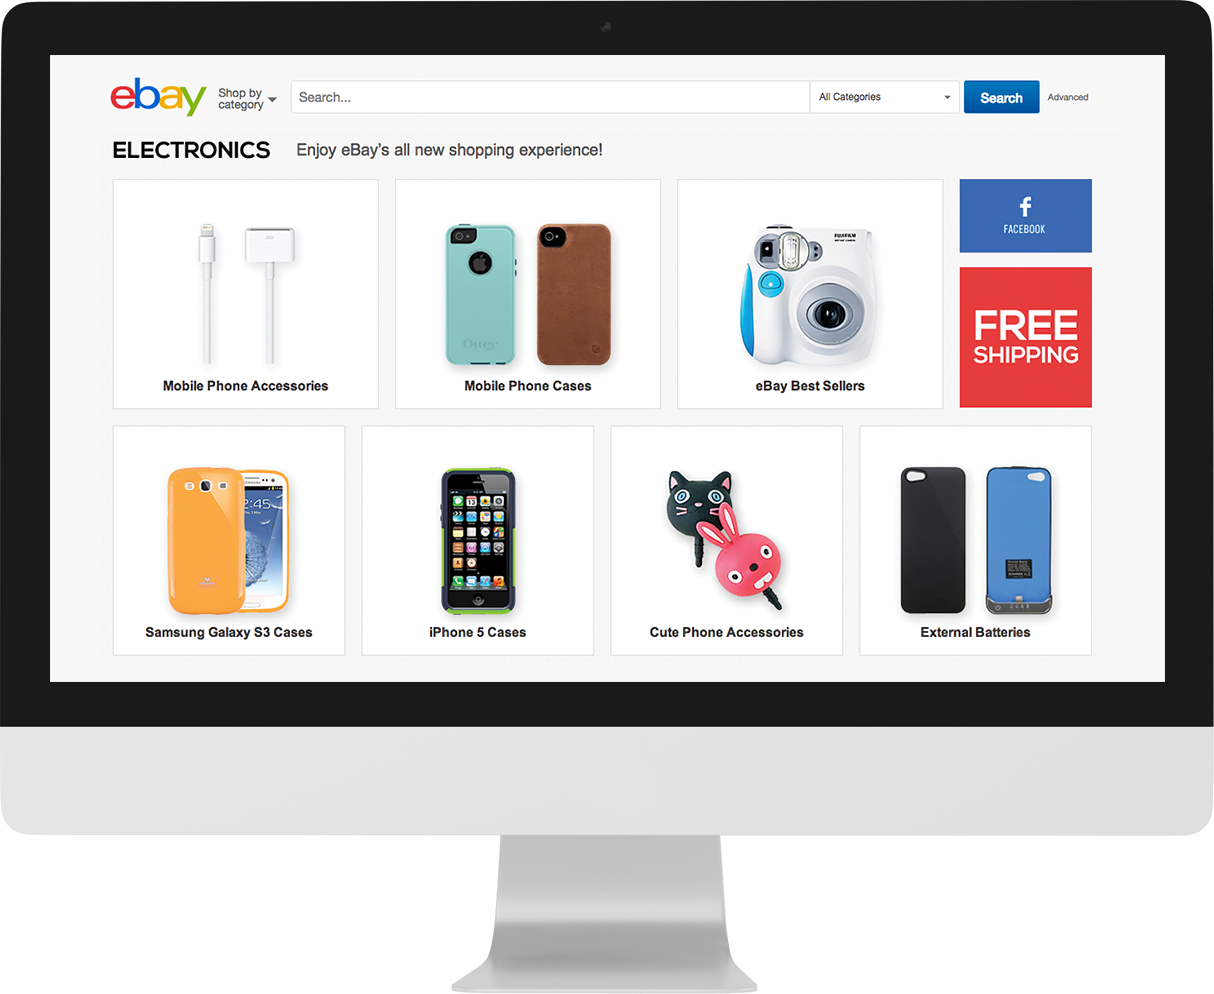 ebay
Shop by
category
Search...
All Categories
Search
Advanced
ELECTRONICS
Enjoy eBay's all new shopping experience!
Mobile Phone Accessories
Otter
Mobile Phone Cases
FUJIFILM
INSTANT CAMERA
eBay Best Sellers
f
FACEBOOK
FREE
SHIPPING
2:45
Samsung Galaxy S3 Cases
iPhone 5 Cases
Cute Phone Accessories
External Batteries